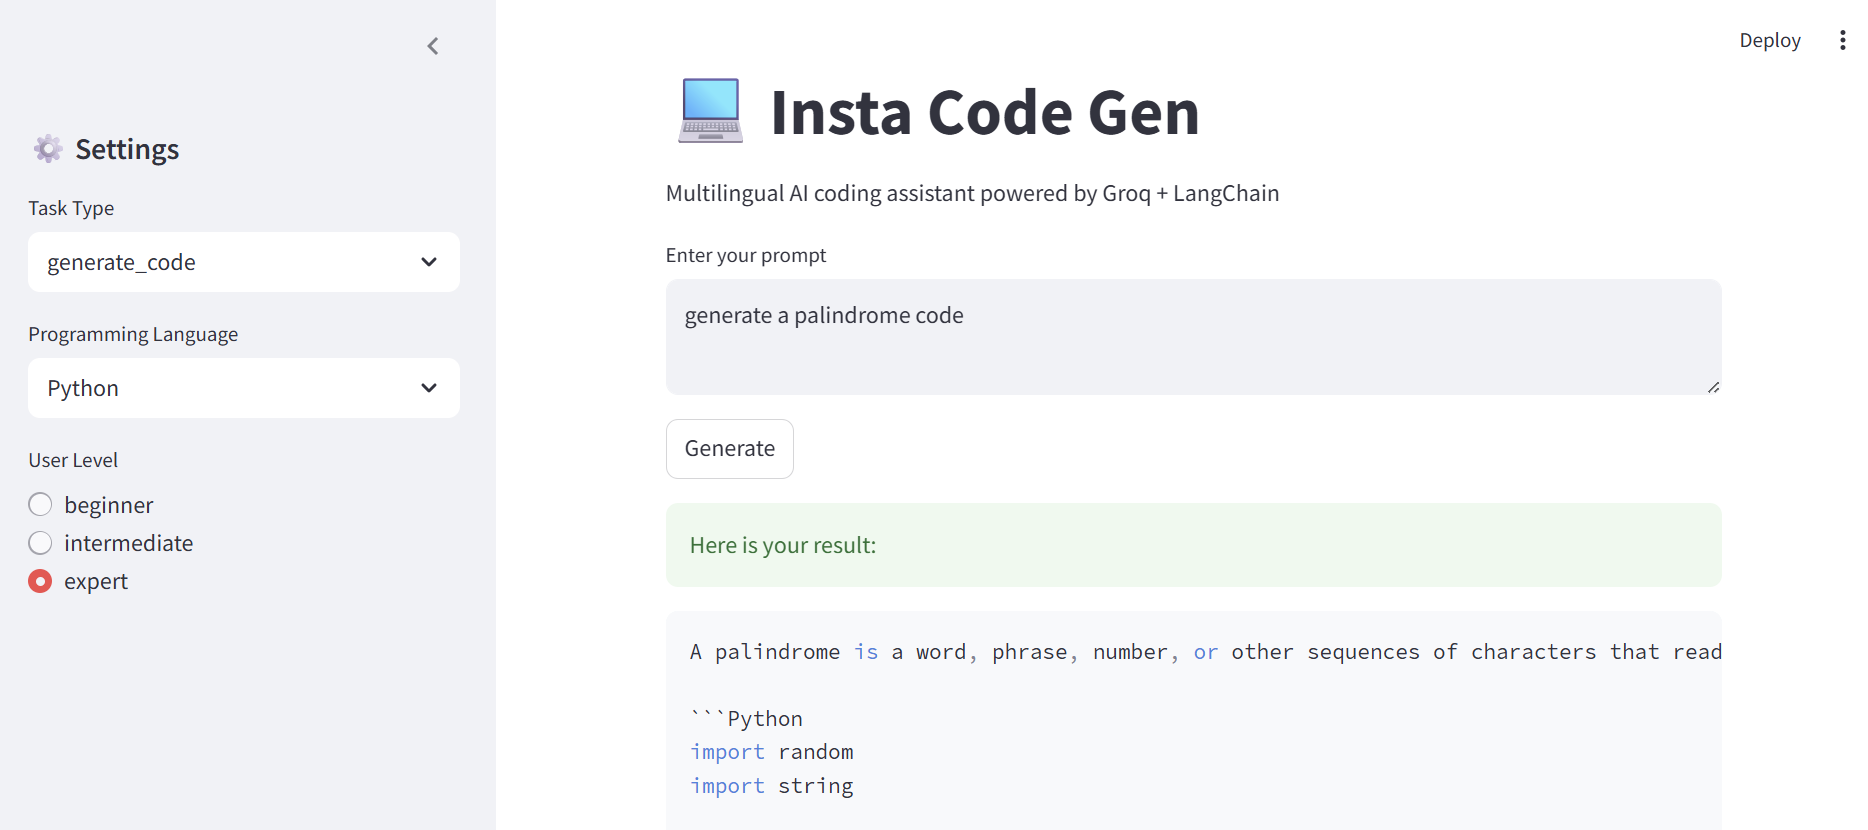 Deploy
Settings
Task Type
generate_code
Programming Language
Python
User Level
beginner
intermediate
expert
Insta Code Gen
Multilingual AI coding assistant powered by Groq + LangChain
Enter your prompt
generate a palindrome code
Generate
Here is your result:
A palindrome is a word, phrase, number, or other sequences of characters that read
```Python
import random
import string